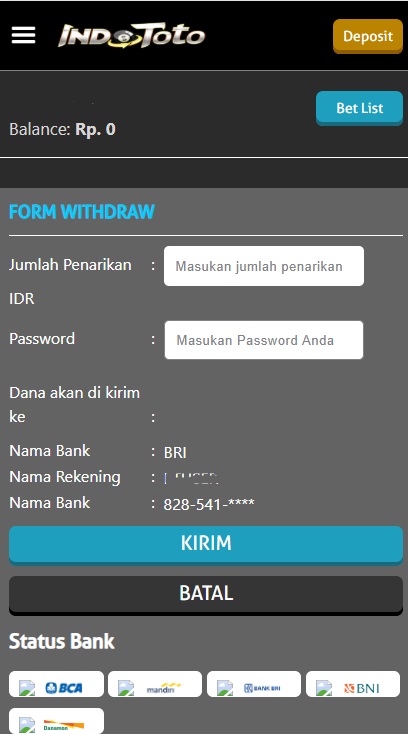 INDOToto
Deposit
Bet List
Balance: Rp. 0
FORM WITHDRAW
Jumlah Penarikan : Masukan jumlah penarikan
IDR
Password : Masukan Password Anda
Dana akan di kirim
ke :
Nama Bank : BRI
Nama Rekening :
Nama Bank : 828-541-****
KIRIM
BATAL
Status Bank
BCA mandiri BANK BRI BNI
Danamon